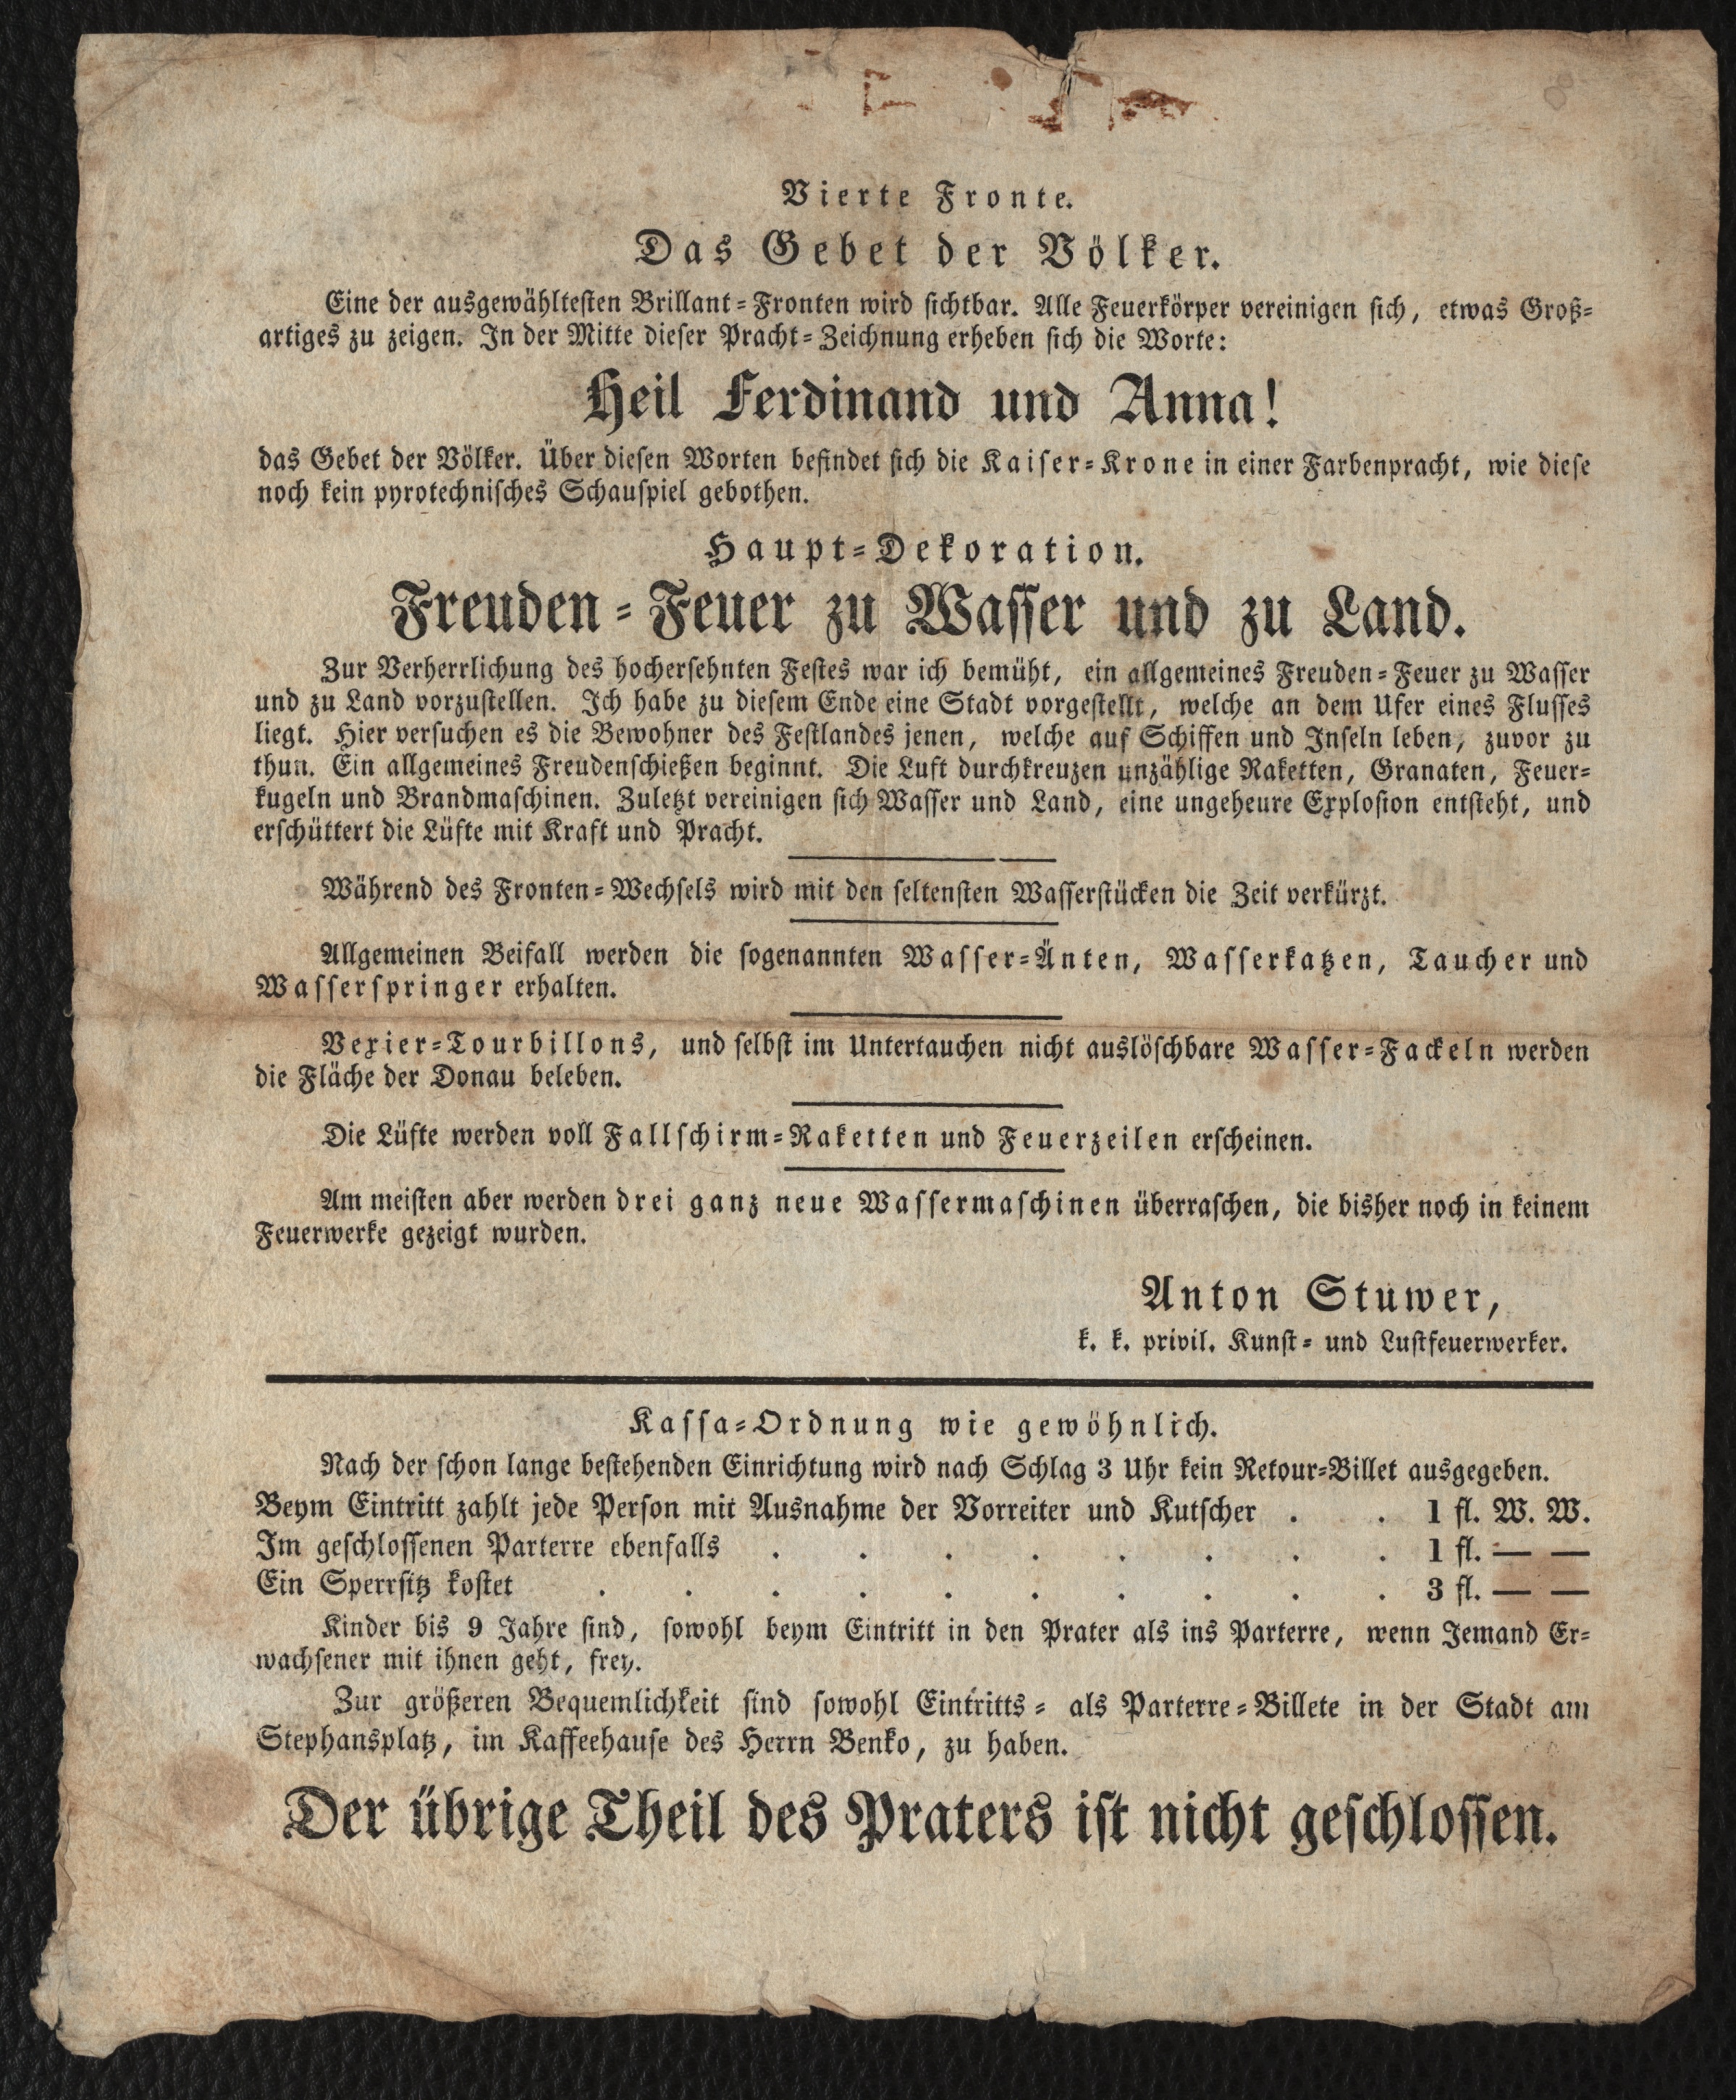 Vierte Fronte.
Das Gebet der Völker.
Eine der ausgewähltesten Brillant-Fronten wird sichtbar. Alle Feuerkörper vereinigen sich, etwas Groß-
artiges zu zeigen. In der Mitte dieser Pracht-Zeichnung erheben sich die Worte:
Heil Ferdinand und Anna!
das Gebet der Völker. Über diesen Worten befindet sich die Kaiser-Krone in einer Farbenpracht, wie diese
noch kein pyrotechnisches Schauspiel gebothen.
Haupt-Dekoration.
Freuden-Feuer zu Wasser und zu Land.
Zur Verherrlichung des hochersehnten Festes war ich bemüht, ein allgemeines Freuden-Feuer zu Wasser
und zu Land vorzustellen. Ich habe zu diesem Ende eine Stadt vorgestellt, welche an dem Ufer eines Flusses
liegt. Hier versuchen es die Bewohner des Festlandes jenen, welche auf Schiffen und Inseln leben, zuvor zu
thun. Ein allgemeines Freudenschießen beginnt. Die Luft durchkreuzen unzählige Raketten, Granaten, Feuer-
kugeln und Brandmaschinen. Zuletzt vereinigen sich Wasser und Land, eine ungeheure Explosion entsteht, und
erschüttert die Lüfte mit Kraft und Pracht.
Während des Fronten-Wechsels wird mit den seltensten Wasserstücken die Zeit verkürzt.
Allgemeinen Beifall werden die sogenannten Wasser-Änten, Wasserkatzen, Taucher und
Wasserspringer erhalten.
Vexier-Tourbillons, und selbst im Untertauchen nicht auslöschbare Wasser-Fackeln werden
die Fläche der Donau beleben.
Die Lüfte werden voll Fallschirm-Raketten und Feuerzeilen erscheinen.
Am meisten aber werden drei ganz neue Wassermaschinen überraschen, die bisher noch in keinem
Feuerwerke gezeigt wurden.
Anton Stuwer,
k. k. privil. Kunst- und Lustfeuerwerker.
Kassa-Ordnung wie gewöhnlich.
Nach der schon lange bestehenden Einrichtung wird nach Schlag 3 Uhr kein Retour-Billet ausgegeben.
Beym Eintritt zahlt jede Person mit Ausnahme der Vorreiter und Kutscher . . 1 fl. W. W.
Im geschlossenen Parterre ebenfalls . . . . . . . . 1 fl. — —
Ein Sperrsitz kostet . . . . . . . . . . 3 fl. — —
Kinder bis 9 Jahre sind, sowohl beym Eintritt in den Prater als ins Parterre, wenn Jemand Er-
wachsener mit ihnen geht, frey.
Zur größeren Bequemlichkeit sind sowohl Eintritts- als Parterre-Billete in der Stadt am
Stephansplatz, im Kaffeehause des Herrn Benko, zu haben.
Der übrige Theil des Praters ist nicht geschlossen.